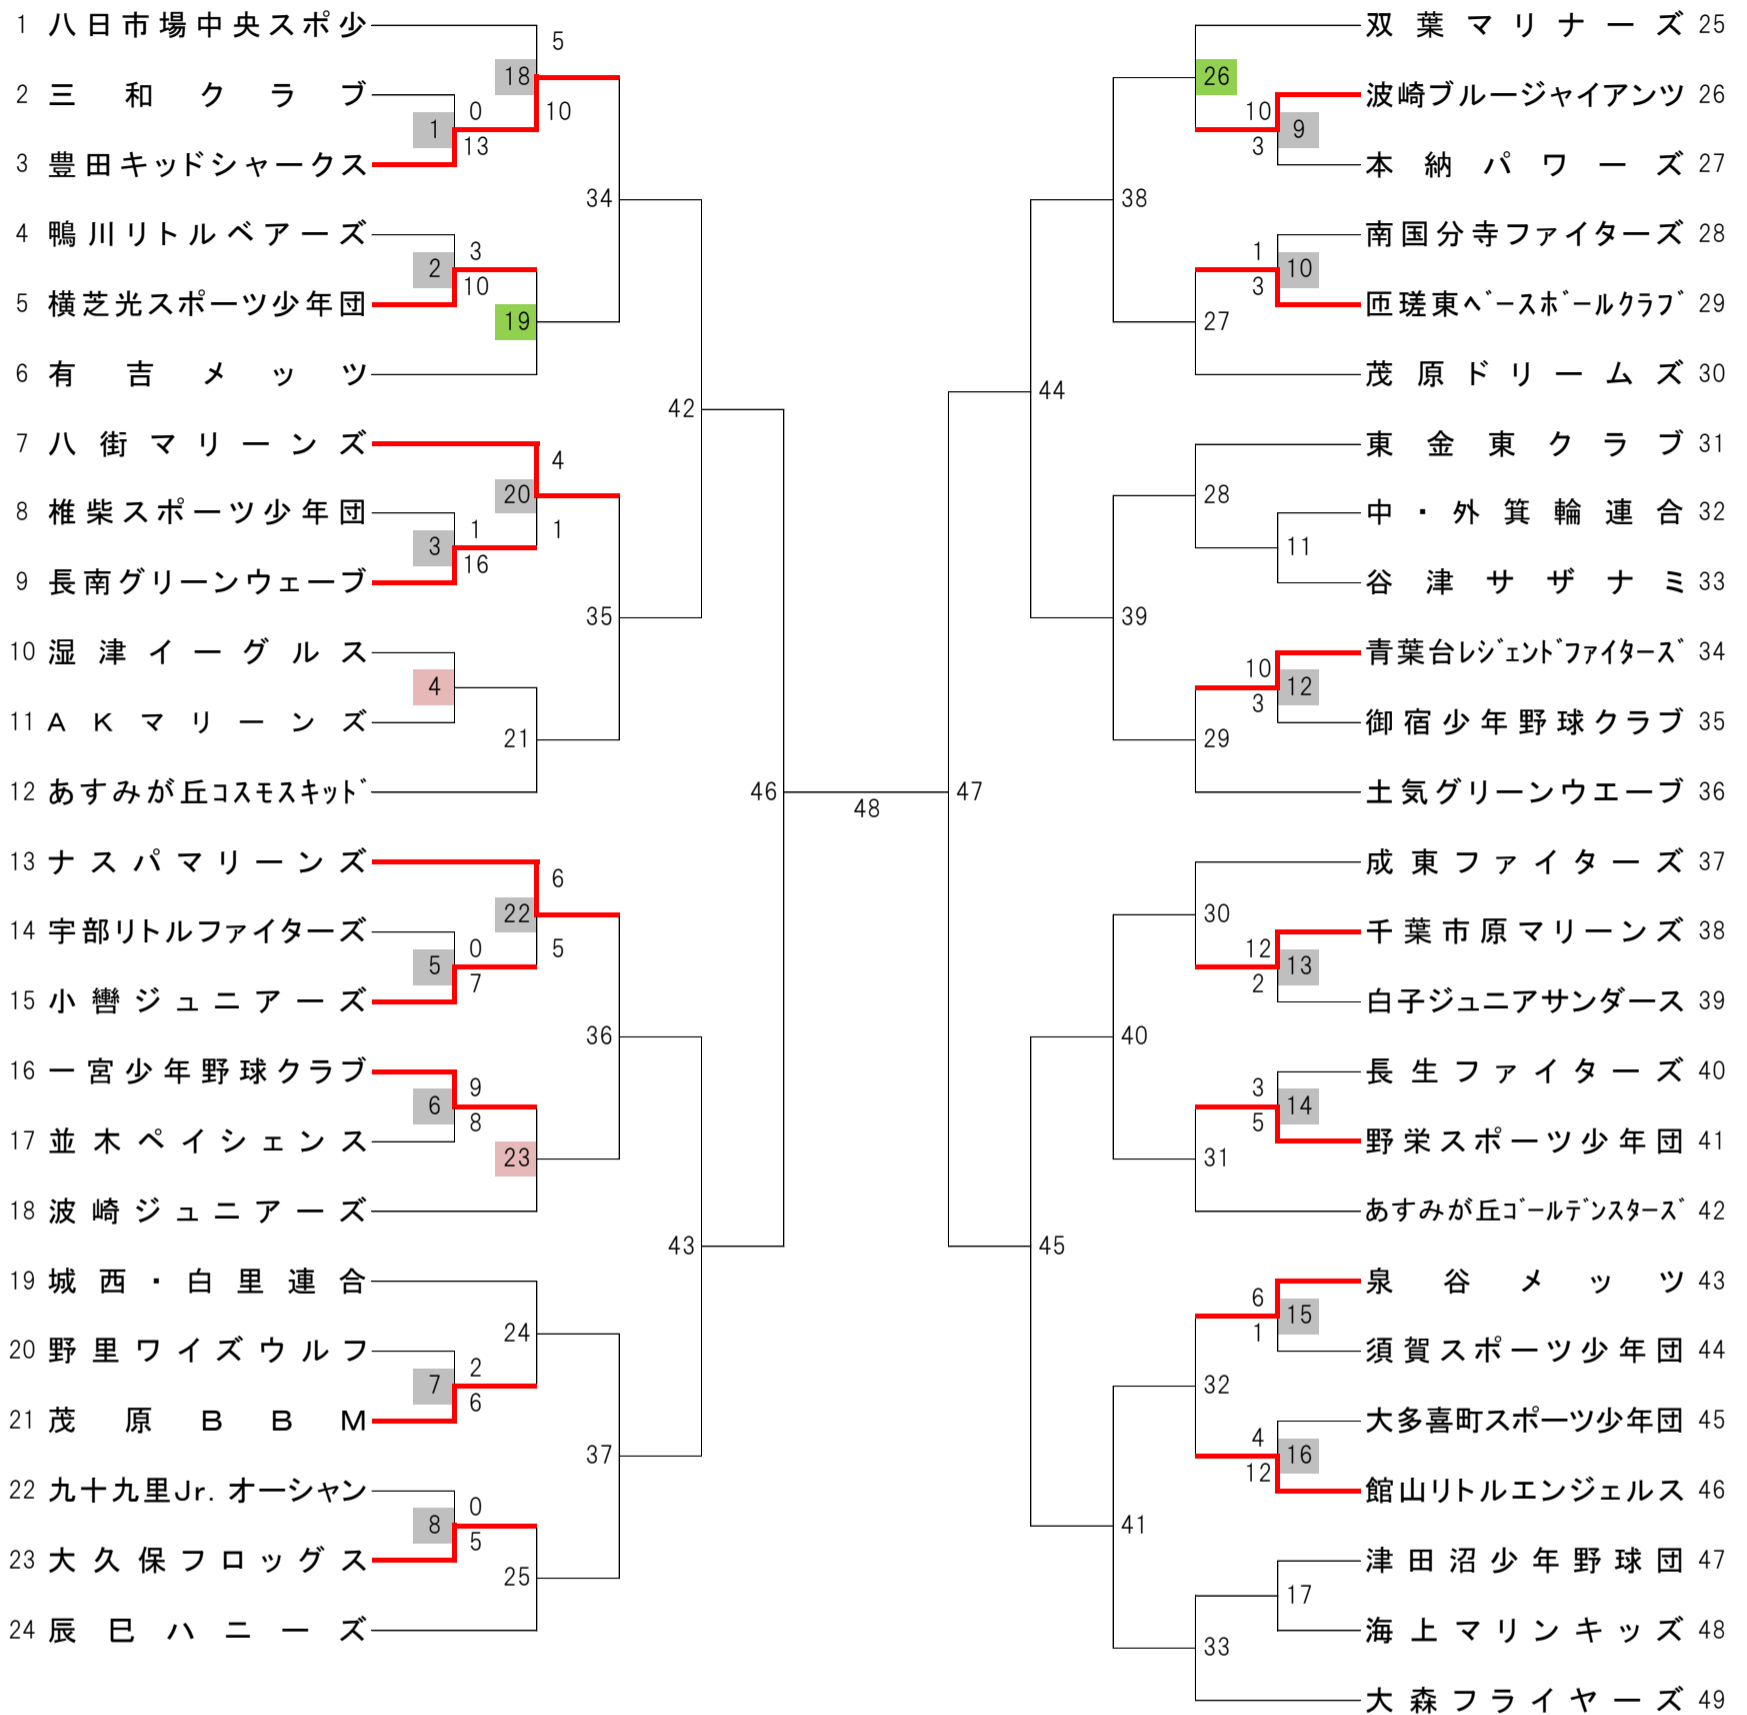 1 八日市場中央スポ少
5
18
2 三和クラブ
0
10
1
13
3 豊田キッドシャークス
34
4 鴨川リトルベアーズ
3
2
10
5 横芝光スポーツ少年団
19
6 有吉メッツ
42
7 八街マリーンズ
4
20
8 椎柴スポーツ少年団
1
1
3
16
9 長南グリーンウェーブ
35
10 湿津イーグルス
4
11 AKマリーンズ
21
12 あすみが丘コスモスキッド
46
48
13 ナスパマリーンズ
6
22
14 宇部リトルファイターズ
0
5
5
7
15 小轡ジュニアーズ
36
16 一宮少年野球クラブ
9
6
8
17 並木ペイシェンス
23
18 波崎ジュニアーズ
43
19 城西・白里連合
24
20 野里ワイズウルフ
2
7
6
21 茂原BBM
37
22 九十九里Jr.オーシャン
0
8
5
23 大久保フロッグス
25
24 辰巳ハニーズ
双葉マリナーズ 25
26
波崎ブルージャイアンツ 26
10
9
3
本納パワーズ 27
38
南国分寺ファイターズ 28
1
10
3
匝瑳東ベースボールクラブ 29
27
茂原ドリームズ 30
44
東金東クラブ 31
28
中・外箕輪連合 32
11
谷津サザナミ 33
39
青葉台レジェンドファイターズ 34
10
12
3
御宿少年野球クラブ 35
29
土気グリーンウエーブ 36
47
成東ファイターズ 37
30
千葉市原マリーンズ 38
12
13
2
白子ジュニアサンダース 39
40
長生ファイターズ 40
3
14
5
野栄スポーツ少年団 41
31
あすみが丘ゴールデンスターズ 42
45
泉谷メッツ 43
6
15
1
須賀スポーツ少年団 44
32
大多喜町スポーツ少年団 45
4
16
12
館山リトルエンジェルス 46
41
津田沼少年野球団 47
17
海上マリンキッズ 48
33
大森フライヤーズ 49